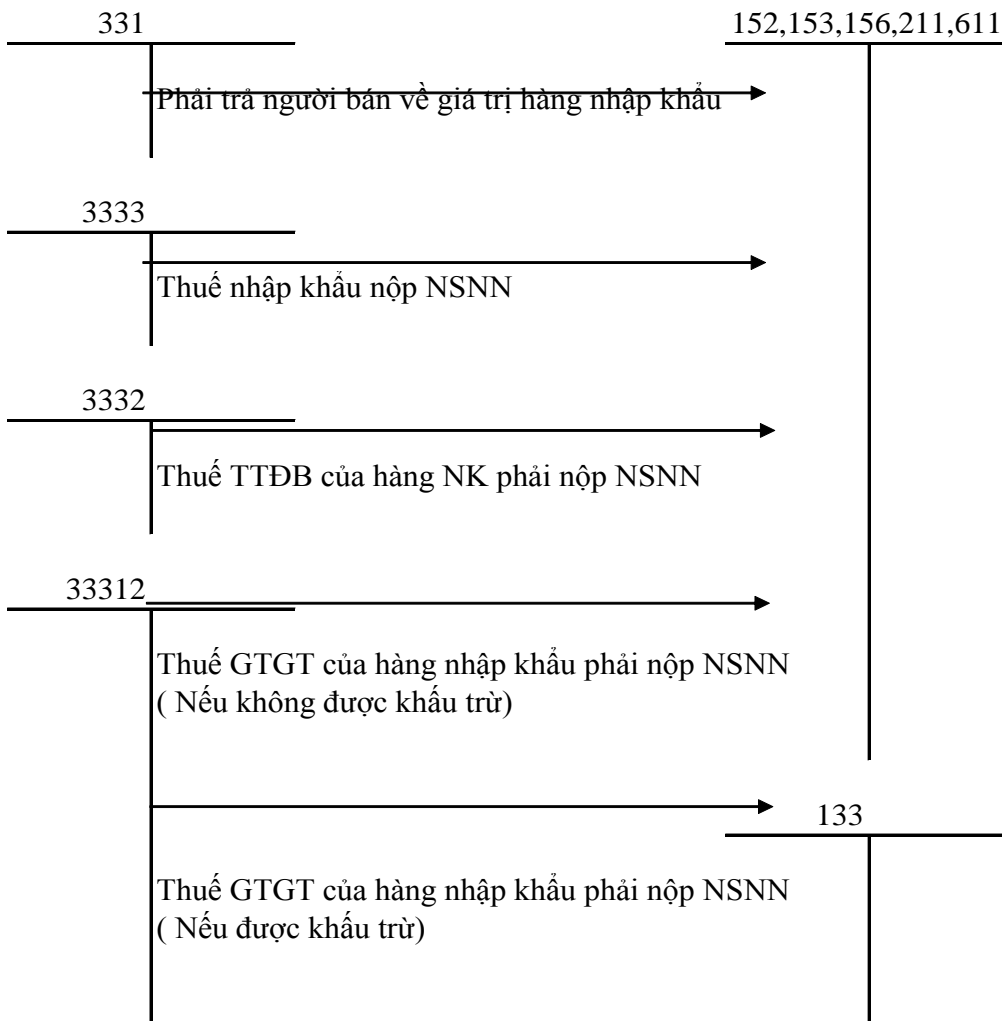 331
152,153,156,211,611
Phải trả người bán về giá trị hàng nhập khẩu
3333
Thuế nhập khẩu nộp NSNN
3332
Thuế TTĐB của hàng NK phải nộp NSNN
33312
Thuế GTGT của hàng nhập khẩu phải nộp NSNN
( Nếu không được khấu trừ)
133
Thuế GTGT của hàng nhập khẩu phải nộp NSNN
( Nếu được khấu trừ)